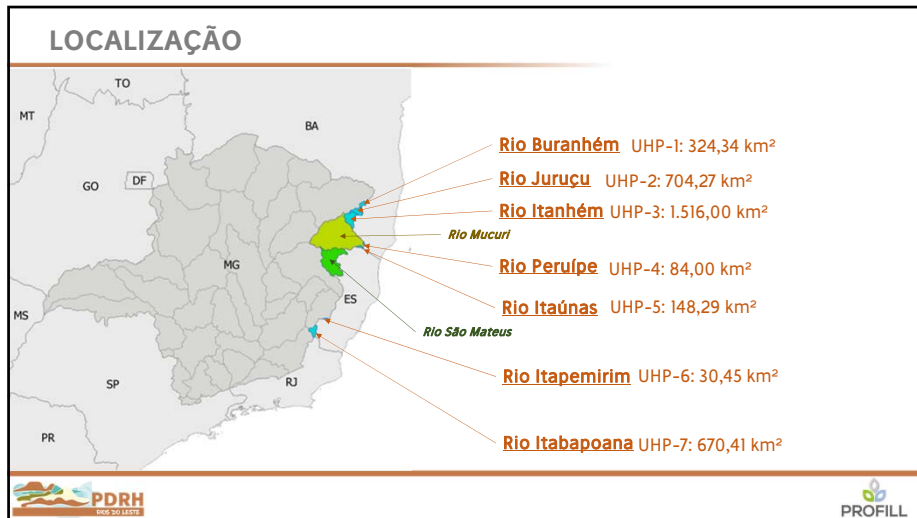 LOCALIZAÇÃO
TO
MT
BA
DF
GO
MG
MS
ES
SP
RJ
PR
Rio Buranhém UHP-1: 324,34 km²
Rio Juruçu UHP-2: 704,27 km²
Rio Itanhém UHP-3: 1.516,00 km²
Rio Mucuri
Rio Peruípe UHP-4: 84,00 km²
Rio Itaúnas UHP-5: 148,29 km²
Rio São Mateus
Rio Itapemirim UHP-6: 30,45 km²
Rio Itabapoana UHP-7: 670,41 km²
PDRH
RIOS DO LESTE
PROFILL